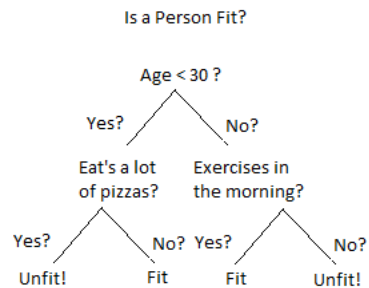 Is a Person Fit?
Age < 30 ?
Yes?
No?
Eat's a lot
of pizzas?
Exercises in
the morning?
Yes?
No?
Yes?
No?
Unfit!
Fit
Fit
Unfit!